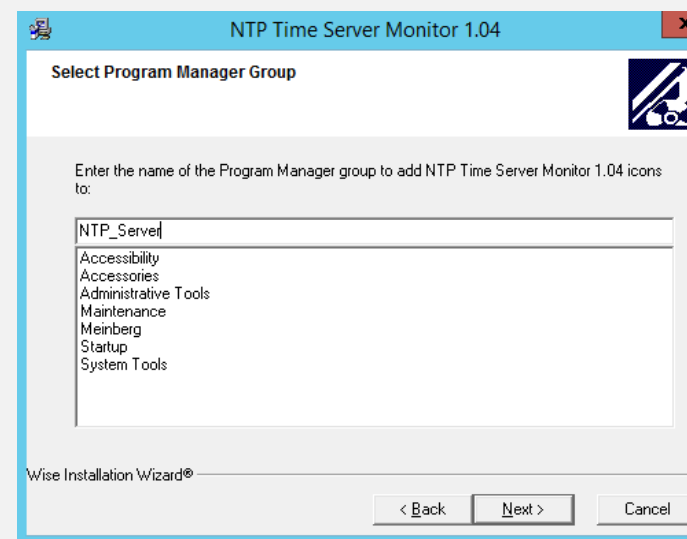 NTP Time Server Monitor 1.04
Select Program Manager Group
Enter the name of the Program Manager group to add NTP Time Server Monitor 1.04 icons
to:
NTP_Server
Accessibility
Accessories
Administrative Tools
Maintenance
Meinberg
Startup
System Tools
Wise Installation Wizard®
< Back
Next >
Cancel